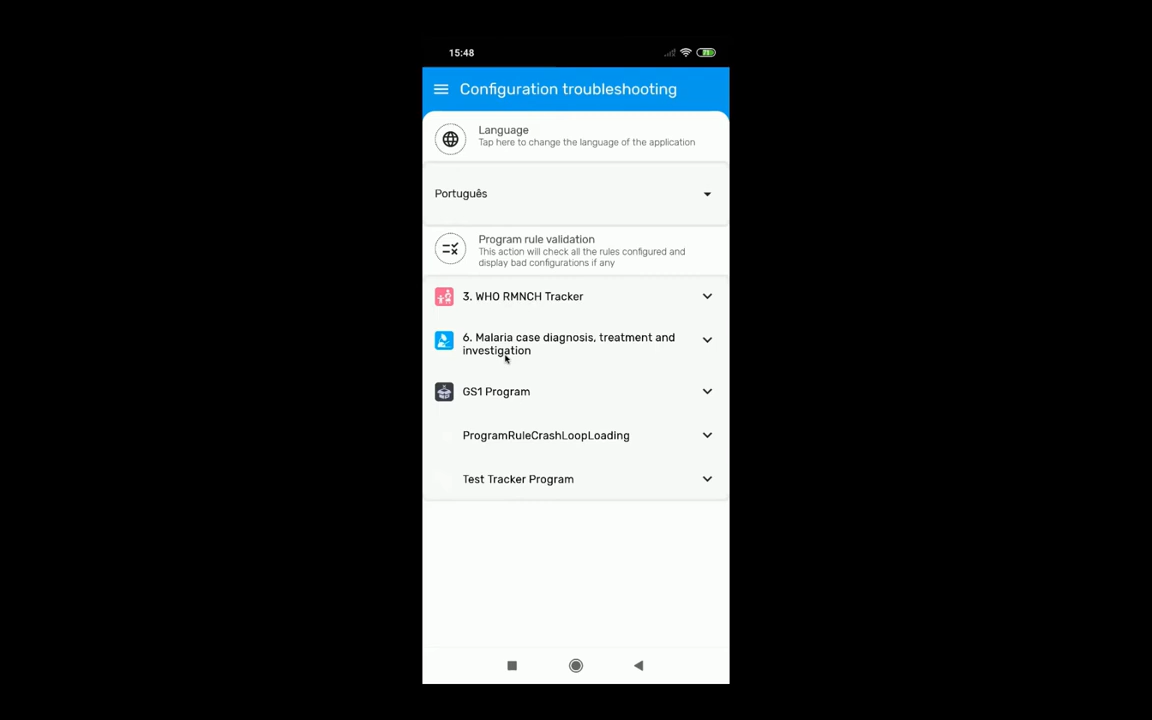 15:48
Configuration troubleshooting
Language
Tap here to change the language of the application
Português
Program rule validation
This action will check all the rules configured and
display bad configurations if any
3. WHO RMNCH Tracker
6. Malaria case diagnosis, treatment and
investigation
GS1 Program
ProgramRuleCrashLoopLoading
Test Tracker Program